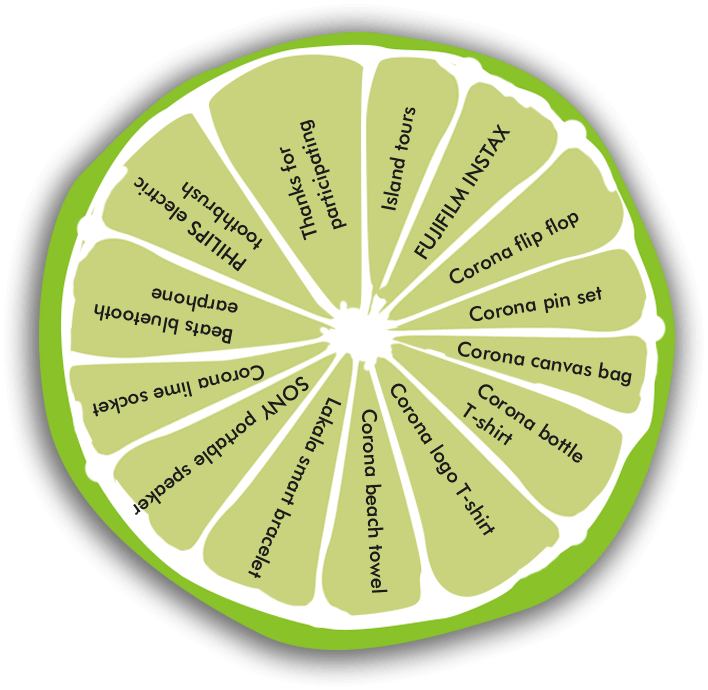 Thanks for
participating
Island tours
FUJIFILM INSTAX
Corona flip flop
Corona pin set
Corona canvas bag
Corona bottle
T-shirt
Corona logo T-shirt
Corona beach towel
Lakala smart bracelet
SONY portable speaker
Corona lime socket
Beats bluetooth
earphone
PHILIPS electric
toothbrush